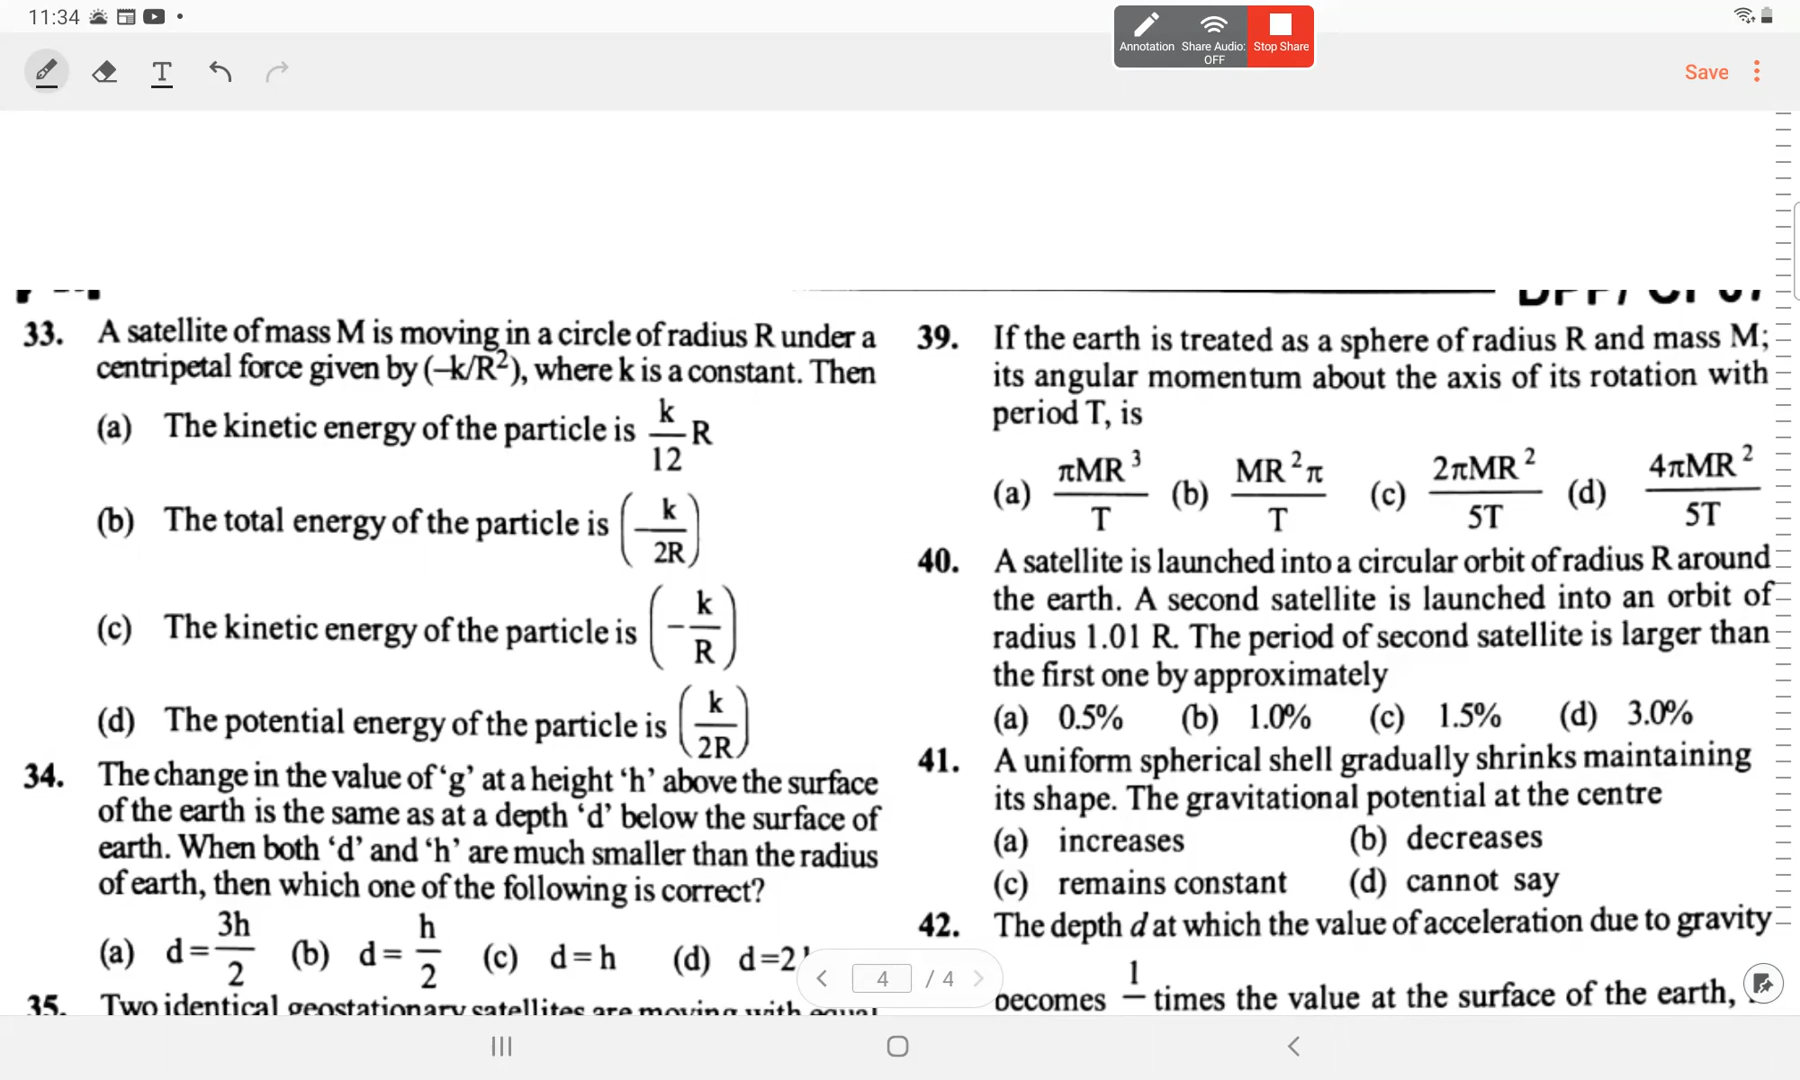 11:34
Annotation
Share Audio:
OFF
Stop Share
Save
33. A satellite of mass M is moving in a circle of radius R under a
centripetal force given by (–k/R²), where k is a constant. Then
(a) The kinetic energy of the particle is k/12 R
(b) The total energy of the particle is (– k/2R)
(c) The kinetic energy of the particle is (– k/R)
(d) The potential energy of the particle is (k/2R)
34. The change in the value of ‘g’ at a height ‘h’ above the surface
of the earth is the same as at a depth ‘d’ below the surface of
earth. When both ‘d’ and ‘h’ are much smaller than the radius
of earth, then which one of the following is correct?
(a) d = 3h/2 (b) d = h/2 (c) d = h (d) d=2
35. Two identical geostationary satellites are moving with equal
39. If the earth is treated as a sphere of radius R and mass M;
its angular momentum about the axis of its rotation with
period T, is
(a) πMR³/T (b) MR²π/T (c) 2πMR²/5T (d) 4πMR²/5T
40. A satellite is launched into a circular orbit of radius R around
the earth. A second satellite is launched into an orbit of
radius 1.01 R. The period of second satellite is larger than
the first one by approximately
(a) 0.5% (b) 1.0% (c) 1.5% (d) 3.0%
41. A uniform spherical shell gradually shrinks maintaining
its shape. The gravitational potential at the centre
(a) increases (b) decreases
(c) remains constant (d) cannot say
42. The depth d at which the value of acceleration due to gravity
becomes 1/ times the value at the surface of the earth,
4 / 4